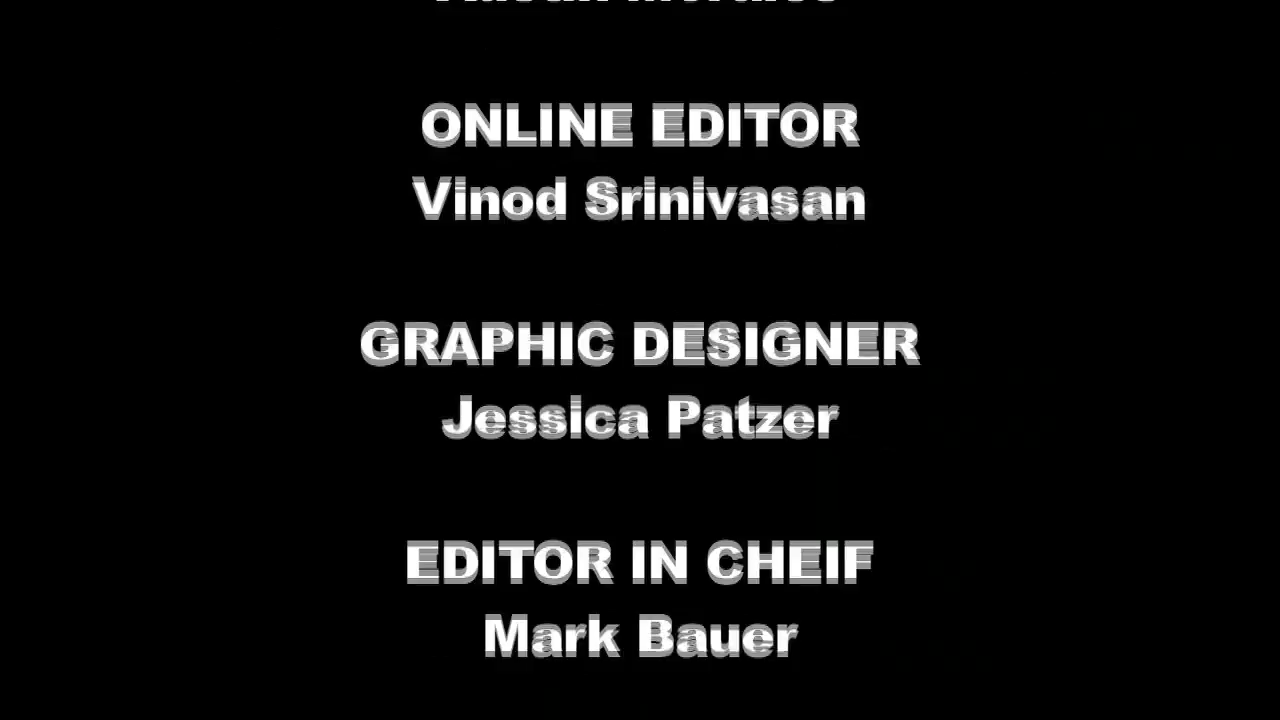 ONLINE EDITOR
Vinod Srinivasan
GRAPHIC DESIGNER
Jessica Patzer
EDITOR IN CHEIF
Mark Bauer